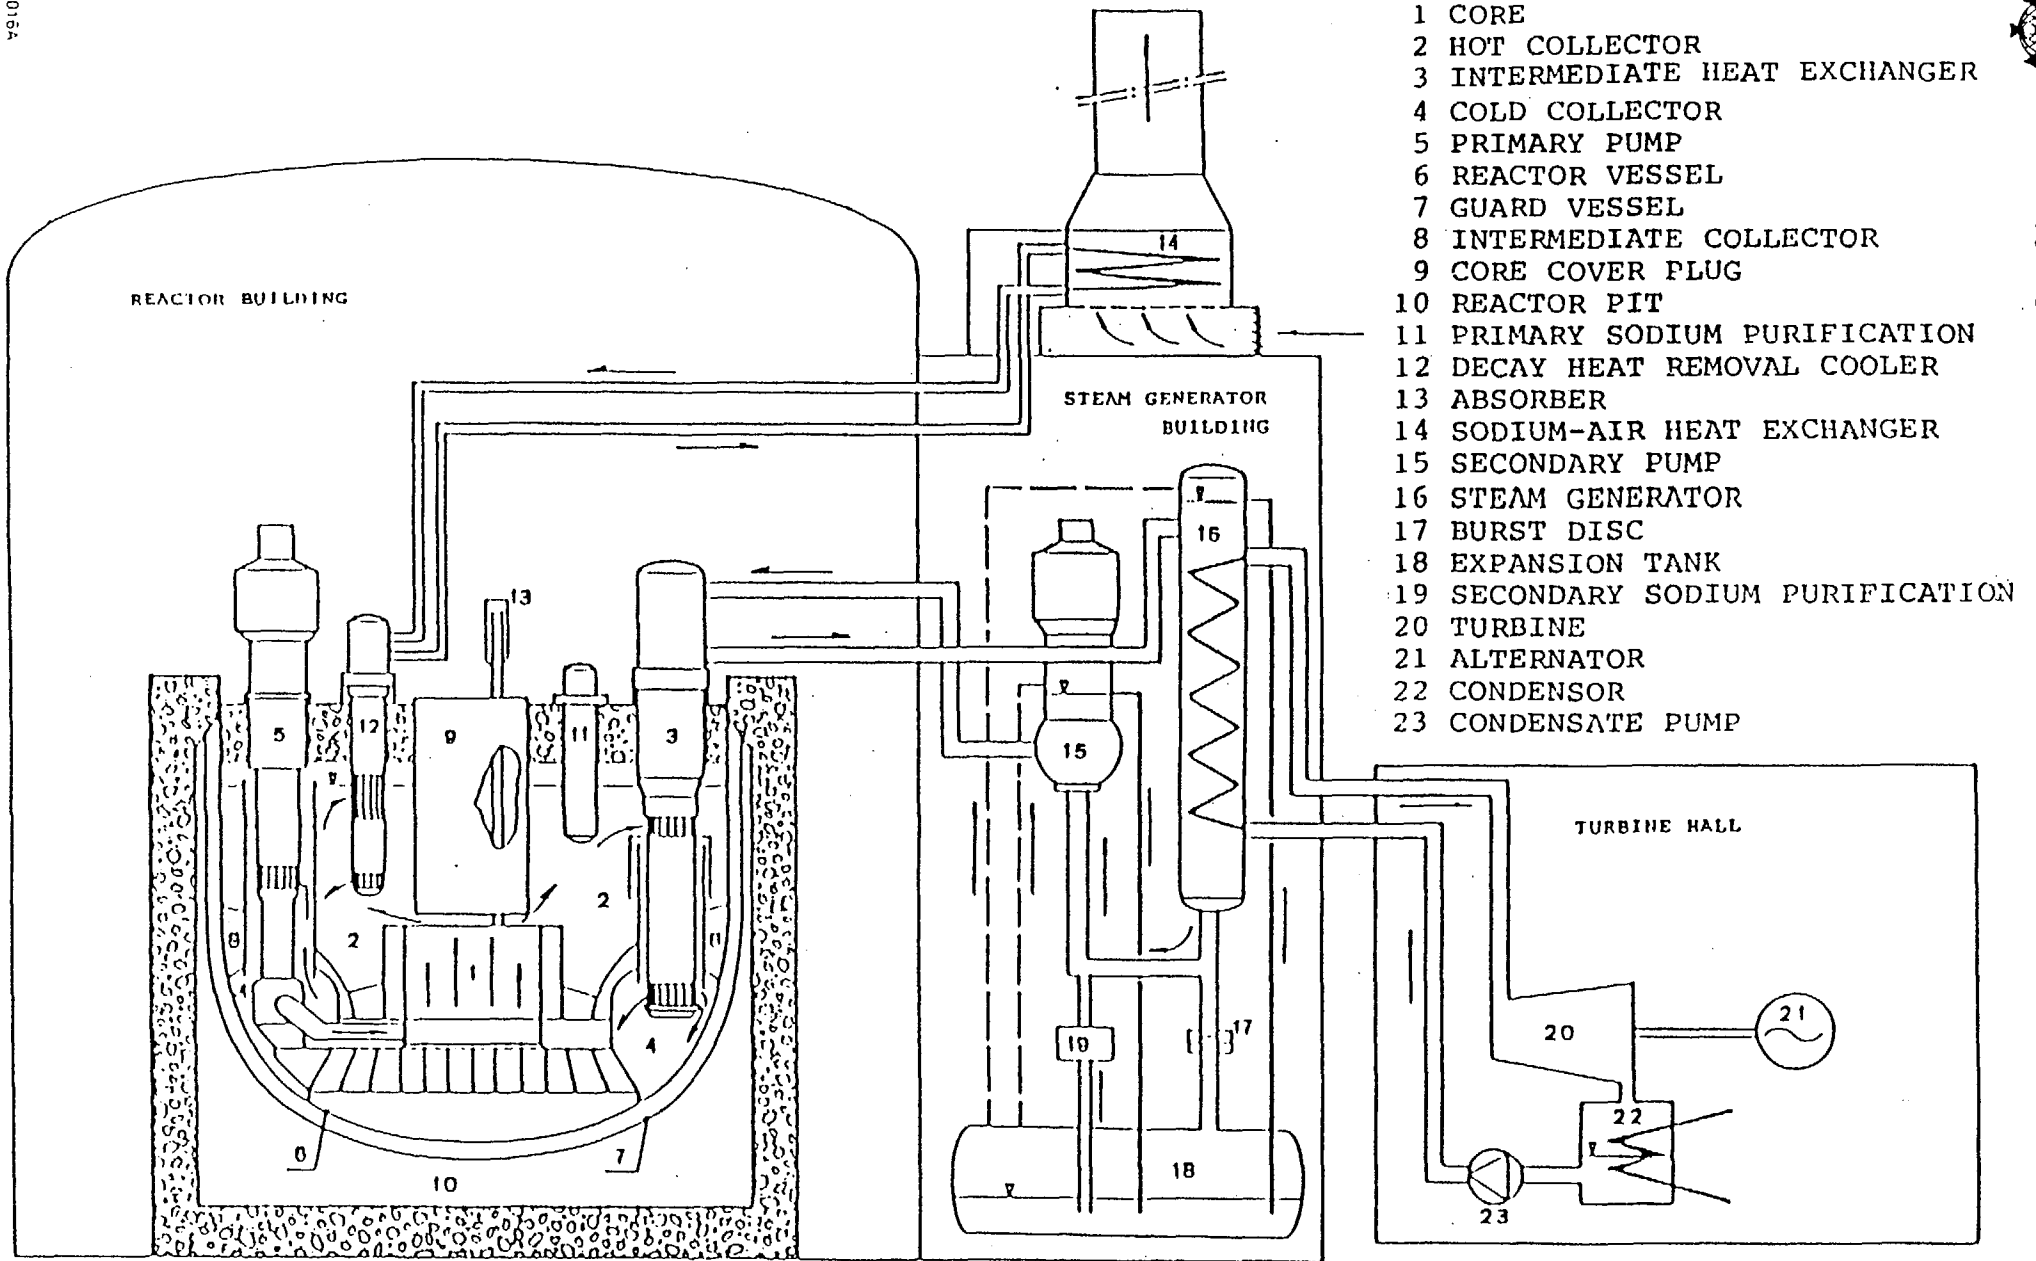 016A
1 CORE
2 HOT COLLECTOR
3 INTERMEDIATE HEAT EXCHANGER
4 COLD COLLECTOR
5 PRIMARY PUMP
6 REACTOR VESSEL
7 GUARD VESSEL
8 INTERMEDIATE COLLECTOR
9 CORE COVER PLUG
10 REACTOR PIT
11 PRIMARY SODIUM PURIFICATION
12 DECAY HEAT REMOVAL COOLER
13 ABSORBER
14 SODIUM-AIR HEAT EXCHANGER
15 SECONDARY PUMP
16 STEAM GENERATOR
17 BURST DISC
18 EXPANSION TANK
19 SECONDARY SODIUM PURIFICATION
20 TURBINE
21 ALTERNATOR
22 CONDENSOR
23 CONDENSATE PUMP
14
REACTOR BUILDING
STEAM GENERATOR
BUILDING
16
13
5
12
9
11
3
15
TURBINE HALL
2
8
2
1
4
4
19
17
20
21
22
6
7
10
18
23